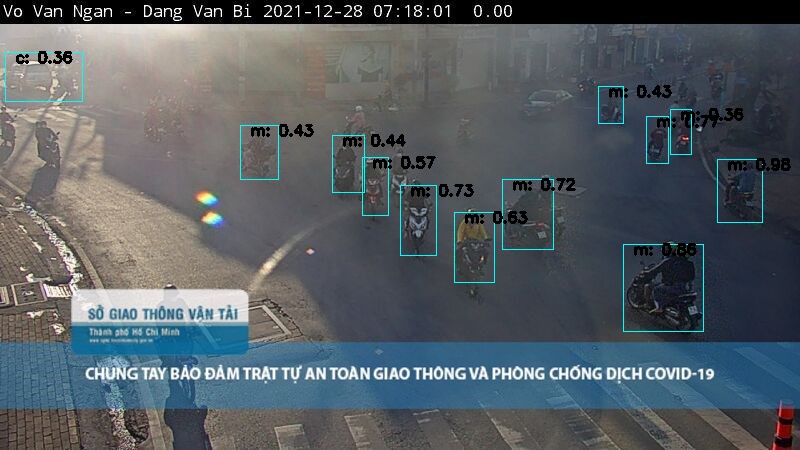 Vo Van Ngan - Dang Van Bi 2021-12-28 07:18:01 0.00
c: 0.36
m: 0.43
m: 0.43
m: 0.36
m: 0.44
m: 0.57
m: 0.98
m: 0.73
m: 0.72
m: 0.63
m: 0.86
SỞ GIAO THÔNG VẬN TẢI
Thành phố Hồ Chí Minh
CHUNG TAY BẢO ĐẢM TRẬT TỰ AN TOÀN GIAO THÔNG VÀ PHÒNG CHỐNG DỊCH COVID-19